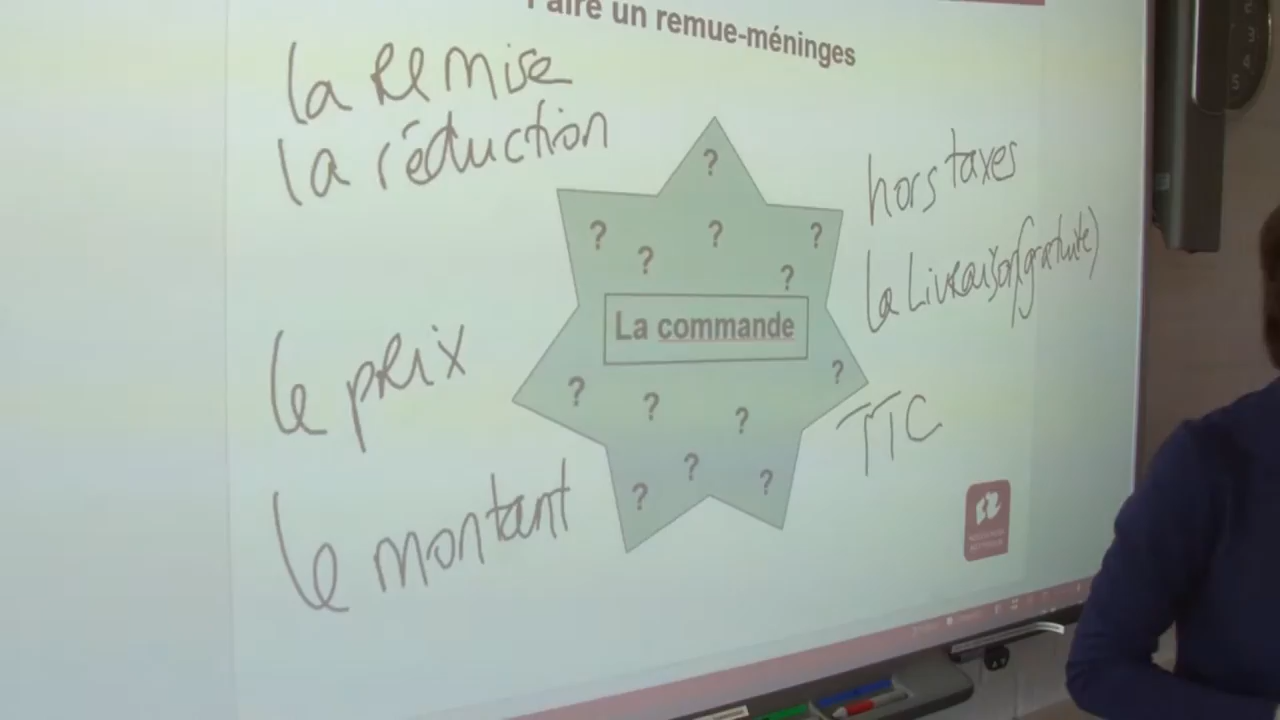 Faire un remue-méninges
la remise
la réduction
hors taxes
la livraison (gratuite)
?
? ? ? ?
?
La commande
le prix
?
? ? ?
TTC
? ? ?
le montant